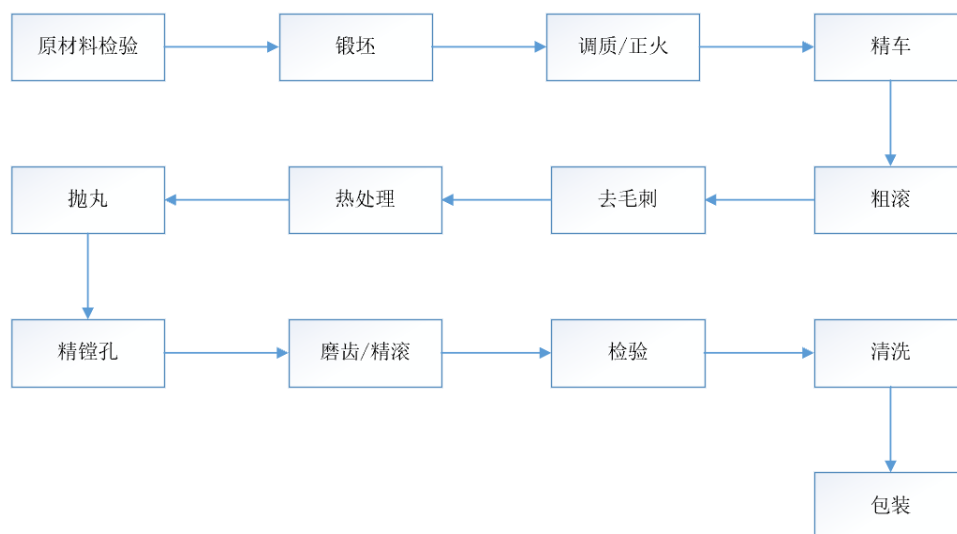 原材料检验
锻坯
调质/正火
精车
粗滚
去毛刺
热处理
抛丸
精镗孔
磨齿/精滚
检验
清洗
包装